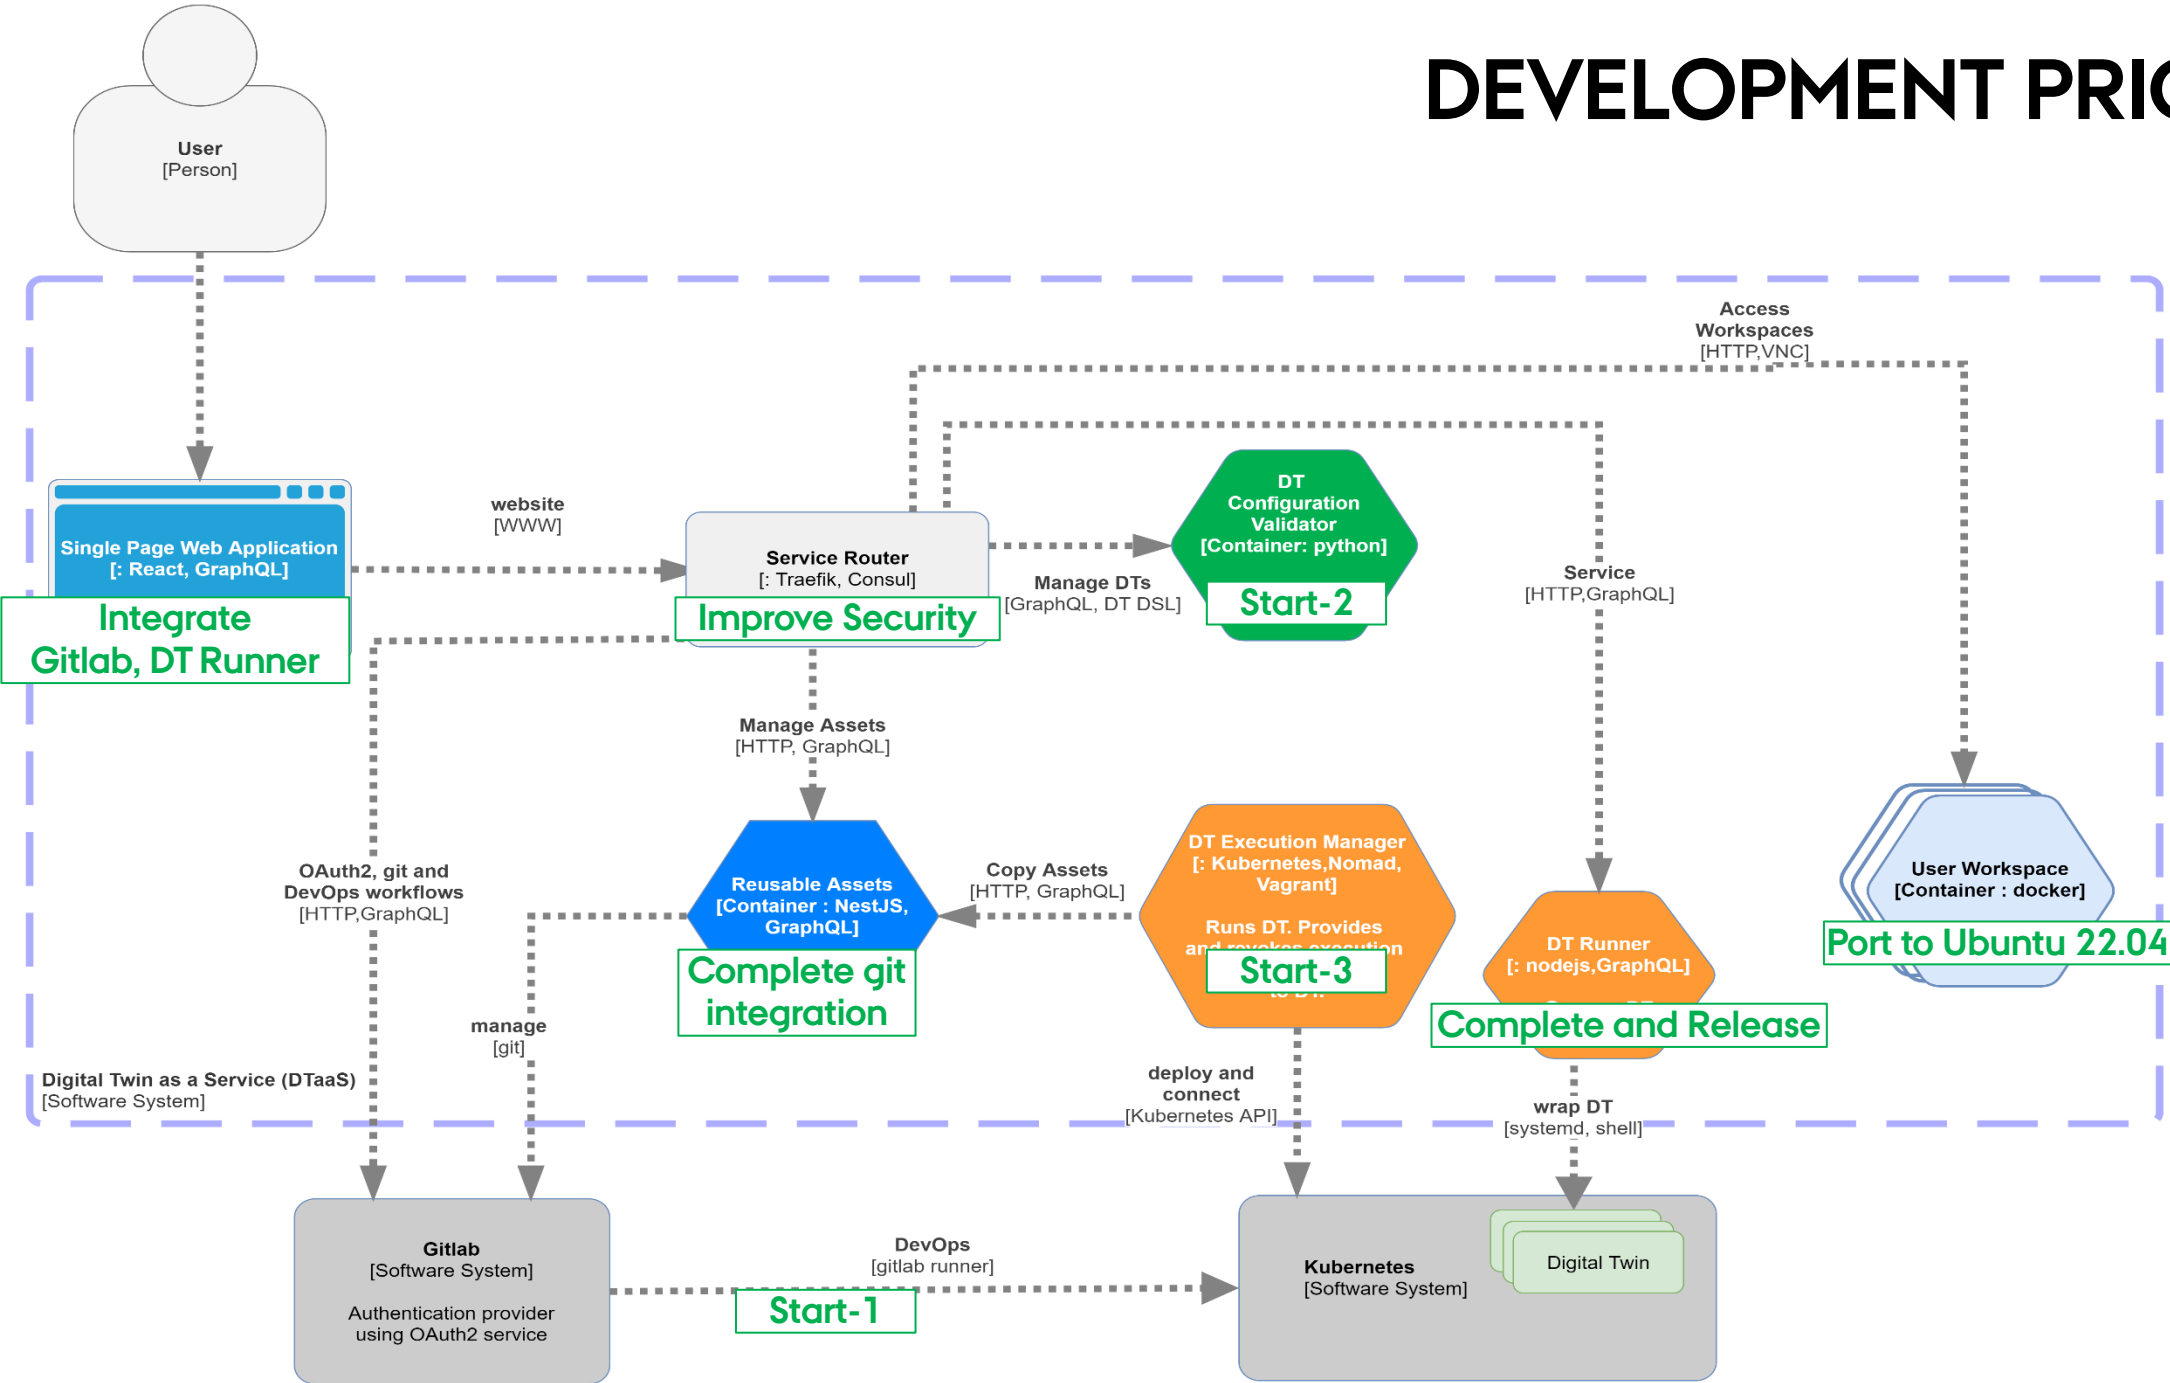 DEVELOPMENT
User
[Person]
Access
Workspaces
[HTTP,VNC]
website
[WWW]
Single Page Web Application
[: React, GraphQL]
Integrate
Gitlab, DT Runner
Service Router
[: Traefik, Consul]
Improve Security
Manage DTs
[GraphQL, DT DSL]
DT
Configuration
Validator
[Container: python]
Start-2
Service
[HTTP,GraphQL]
Manage Assets
[HTTP, GraphQL]
OAuth2, git and
DevOps workflows
[HTTP,GraphQL]
Reusable Assets
[Container : NestJS,
GraphQL]
Complete git
integration
Copy Assets
[HTTP, GraphQL]
DT Execution Manager
[: Kubernetes,Nomad,
Vagrant]
Runs DT. Provides
and revokes execution
Start-3
to DT.
DT Runner
[: nodejs,GraphQL]
Complete and Release
User Workspace
[Container : docker]
Port to Ubuntu 22.04
manage
[git]
Digital Twin as a Service (DTaaS)
[Software System]
deploy and
connect
[Kubernetes API]
wrap DT
[systemd, shell]
Gitlab
[Software System]
Authentication provider
using OAuth2 service
DevOps
[gitlab runner]
Start-1
Kubernetes
[Software System]
Digital Twin